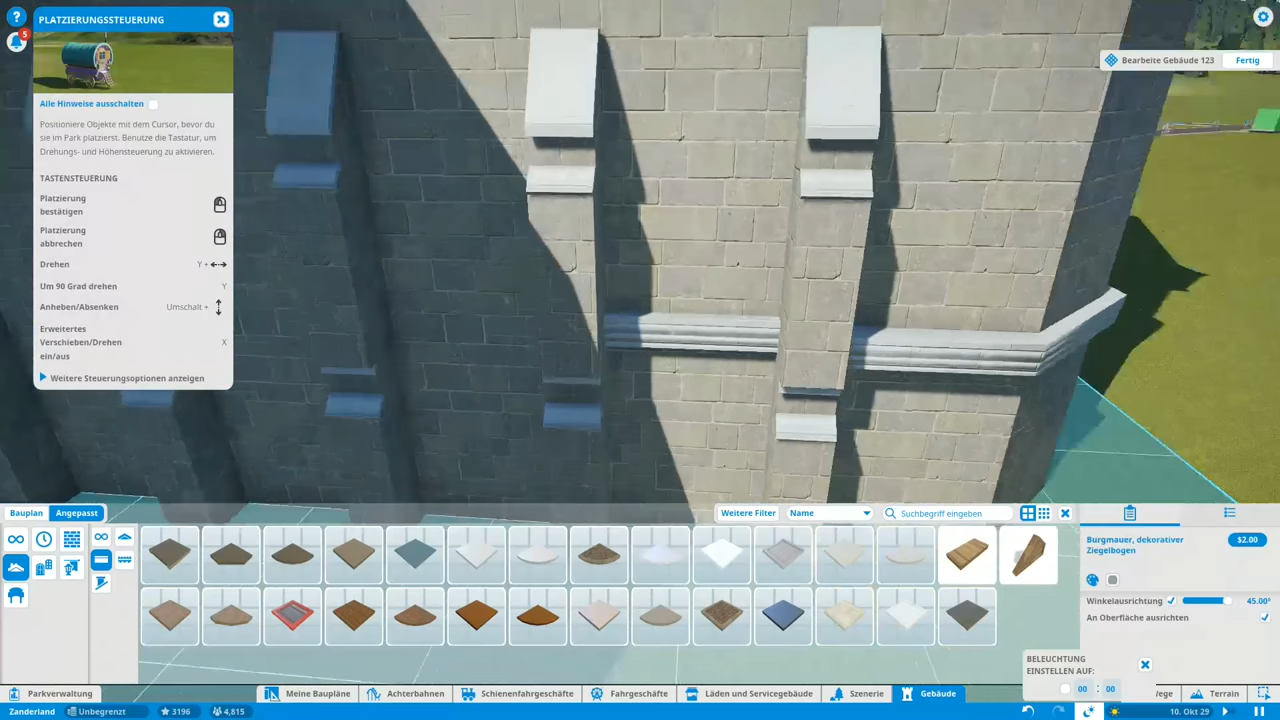 ?
PLATZIERUNGSSTEUERUNG
5
Alle Hinweise ausschalten
Positioniere Objekte mit dem Cursor, bevor du
sie im Park platzierst. Benutze die Tastatur, um
Drehungs- und Höhensteuerung zu aktivieren.
TASTENSTEUERUNG
Platzierung
bestätigen
Platzierung
abbrechen
Drehen Y +
Um 90 Grad drehen Y
Anheben/Absenken Umschalt +
Erweitertes
Verschieben/Drehen X
ein/aus
Weitere Steuerungsoptionen anzeigen
Bearbeite Gebäude 123 Fertig
Bauplan Angepasst Weitere Filter Name Suchbegriff eingeben
Burgmauer, dekorativer
Ziegelbogen
$2.00
Winkelausrichtung 45.00°
An Oberfläche ausrichten
BELEUCHTUNG
EINSTELLEN AUF:
00 : 00
Parkverwaltung Meine Baupläne Achterbahnen Schienenfahrgeschäfte Fahrgeschäfte Läden und Servicegebäude Szenerie Gebäude Wege Terrain
Zanderland Unbegrenzt 3196 4,815 10. Okt 29